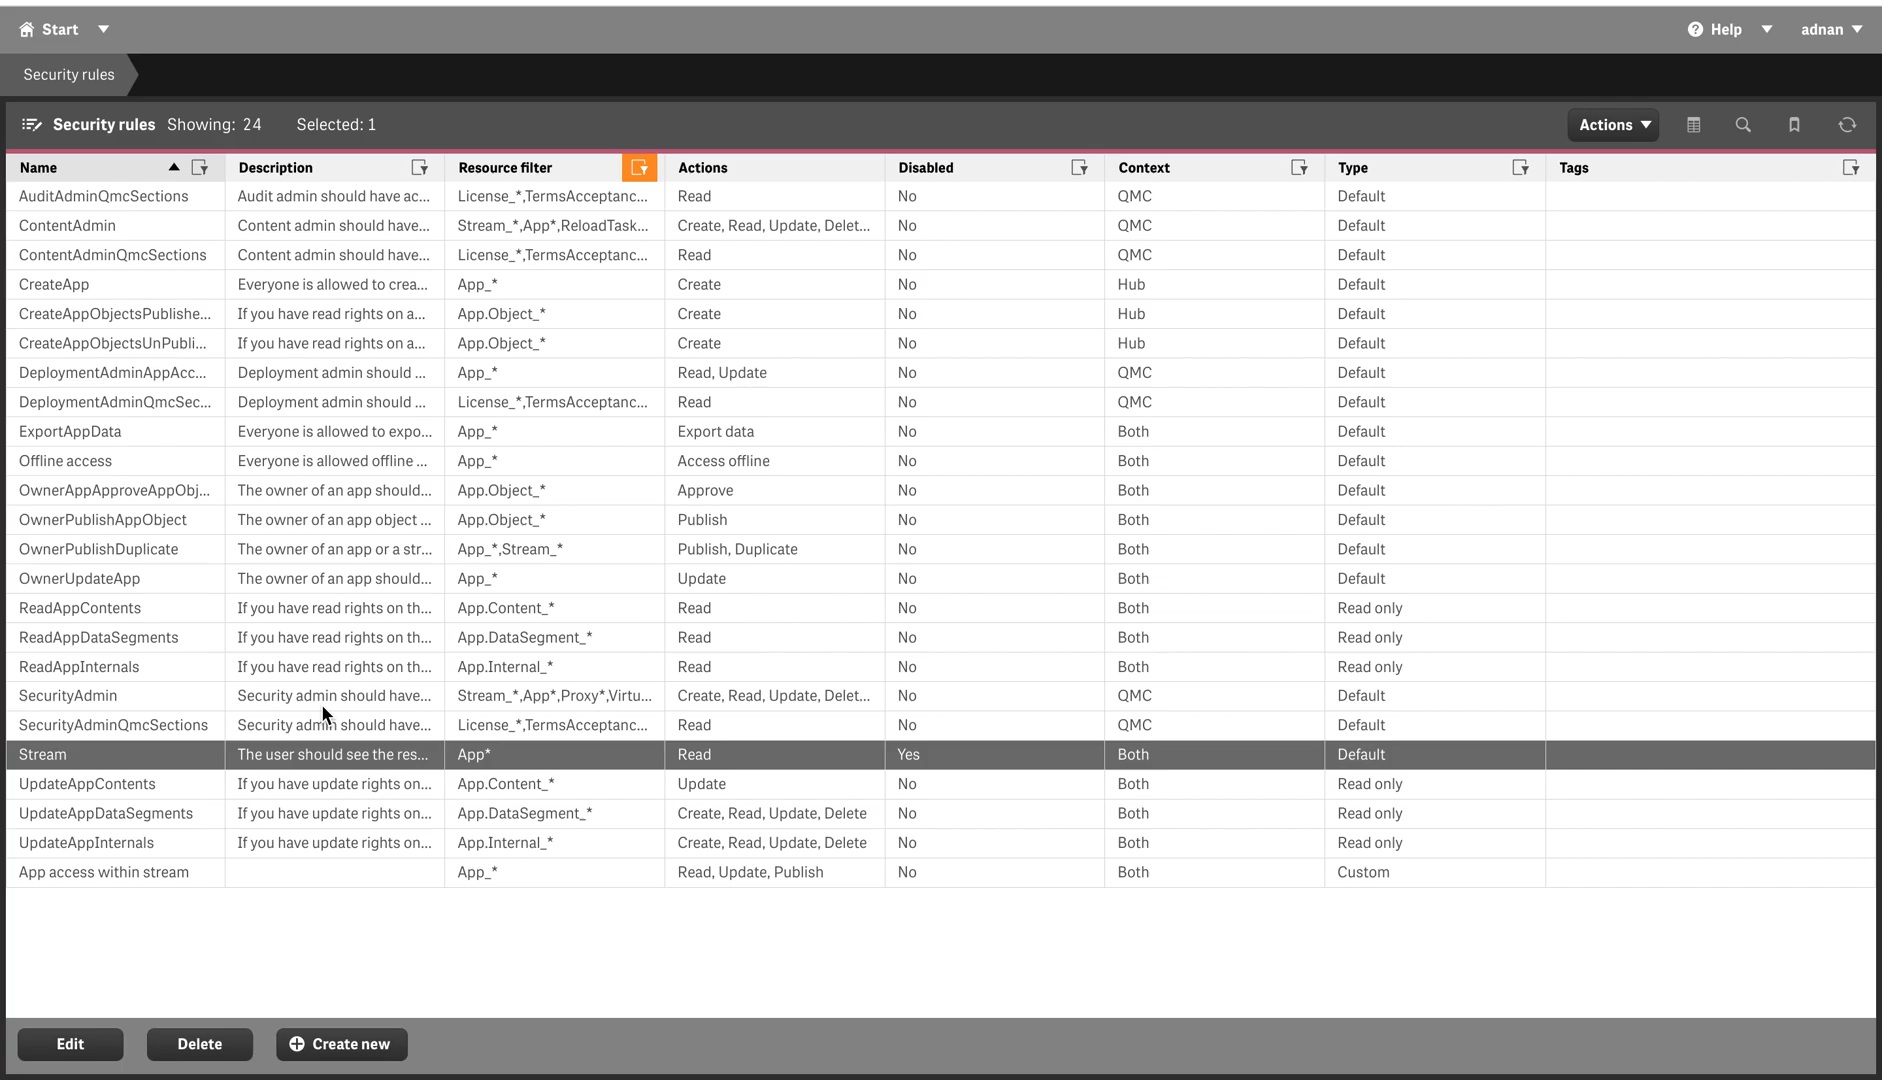 Start Help adnan
Security rules
Security rules Showing: 24 Selected: 1 Actions
Name Description Resource filter Actions Disabled Context Type Tags
AuditAdminQmcSections Audit admin should have ac... License_*,TermsAcceptanc... Read No QMC Default
ContentAdmin Content admin should have... Stream_*,App*,ReloadTask... Create, Read, Update, Delet... No QMC Default
ContentAdminQmcSections Content admin should have... License_*,TermsAcceptanc... Read No QMC Default
CreateApp Everyone is allowed to crea... App_* Create No Hub Default
CreateAppObjectsPublishe... If you have read rights on a... App.Object_* Create No Hub Default
CreateAppObjectsUnPubli... If you have read rights on a... App.Object_* Create No Hub Default
DeploymentAdminAppAcc... Deployment admin should ... App_* Read, Update No QMC Default
DeploymentAdminQmcSec... Deployment admin should ... License_*,TermsAcceptanc... Read No QMC Default
ExportAppData Everyone is allowed to expo... App_* Export data No Both Default
Offline access Everyone is allowed offline ... App_* Access offline No Both Default
OwnerAppApproveAppObj... The owner of an app should... App.Object_* Approve No Both Default
OwnerPublishAppObject The owner of an app object ... App.Object_* Publish No Both Default
OwnerPublishDuplicate The owner of an app or a str... App_*,Stream_* Publish, Duplicate No Both Default
OwnerUpdateApp The owner of an app should... App_* Update No Both Default
ReadAppContents If you have read rights on th... App.Content_* Read No Both Read only
ReadAppDataSegments If you have read rights on th... App.DataSegment_* Read No Both Read only
ReadAppInternals If you have read rights on th... App.Internal_* Read No Both Read only
SecurityAdmin Security admin should have... Stream_*,App*,Proxy*,Virtu... Create, Read, Update, Delet... No QMC Default
SecurityAdminQmcSections Security admin should have... License_*,TermsAcceptanc... Read No QMC Default
Stream The user should see the res... App* Read Yes Both Default
UpdateAppContents If you have update rights on... App.Content_* Update No Both Read only
UpdateAppDataSegments If you have update rights on... App.DataSegment_* Create, Read, Update, Delete No Both Read only
UpdateAppInternals If you have update rights on... App.Internal_* Create, Read, Update, Delete No Both Read only
App access within stream App_* Read, Update, Publish No Both Custom
Edit Delete Create new